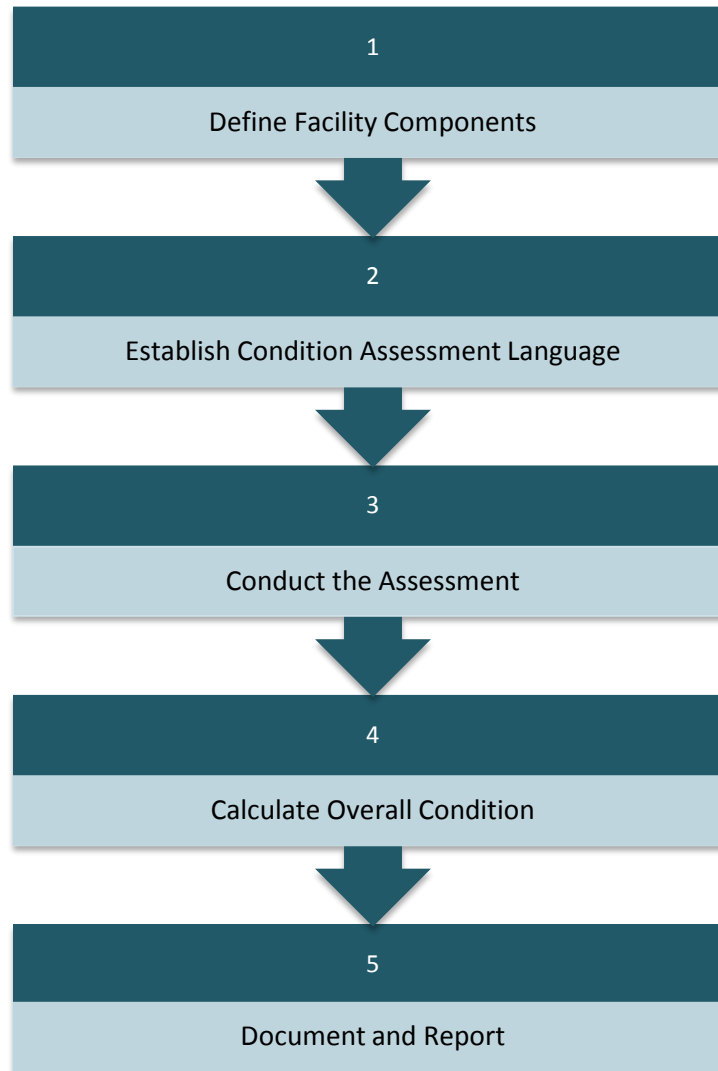 1
Define Facility Components
2
Establish Condition Assessment Language
3
Conduct the Assessment
4
Calculate Overall Condition
5
Document and Report